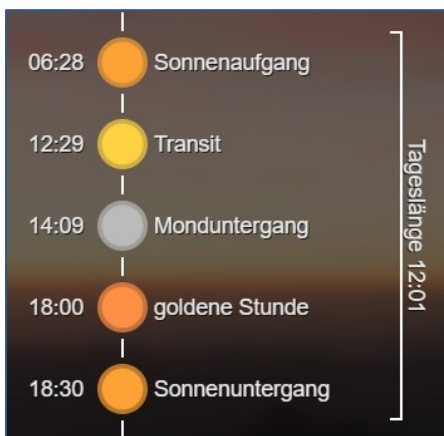 06:28 Sonnenaufgang
12:29 Transit
14:09 Monduntergang
18:00 goldene Stunde
18:30 Sonnenuntergang
Tageslänge 12:01